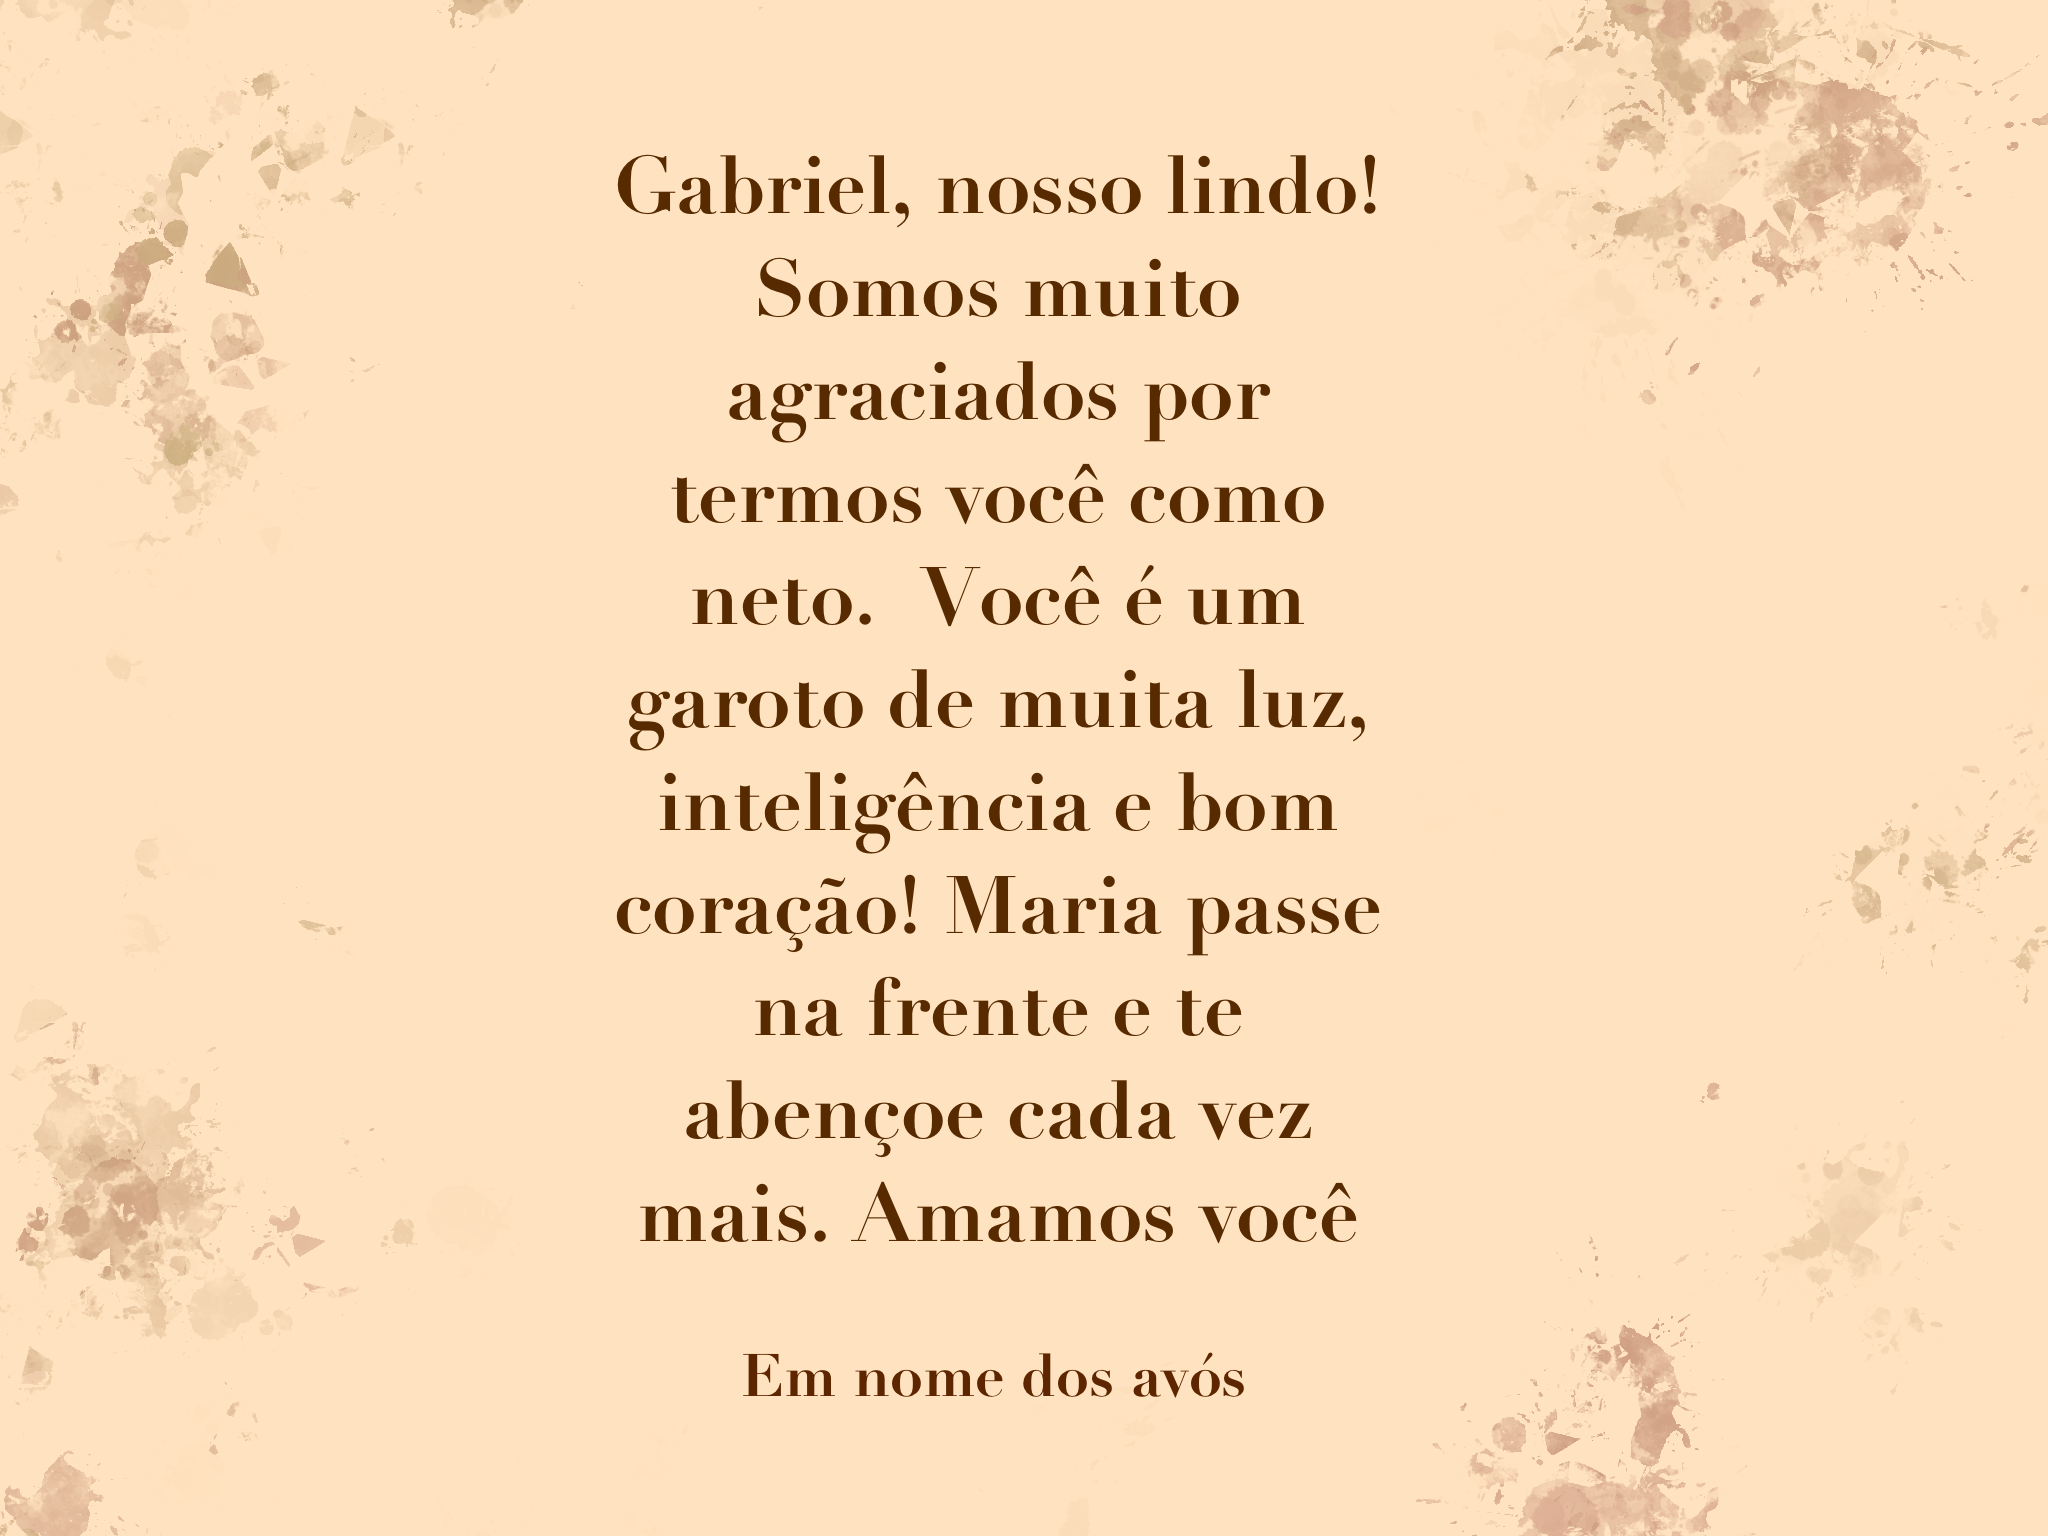 Gabriel, nosso lindo!
Somos muito
agraciados por
termos você como
neto.  Você é um
garoto de muita luz,
inteligência e bom
coração! Maria passe
na frente e te
abençoe cada vez
mais. Amamos você
Em nome dos avós